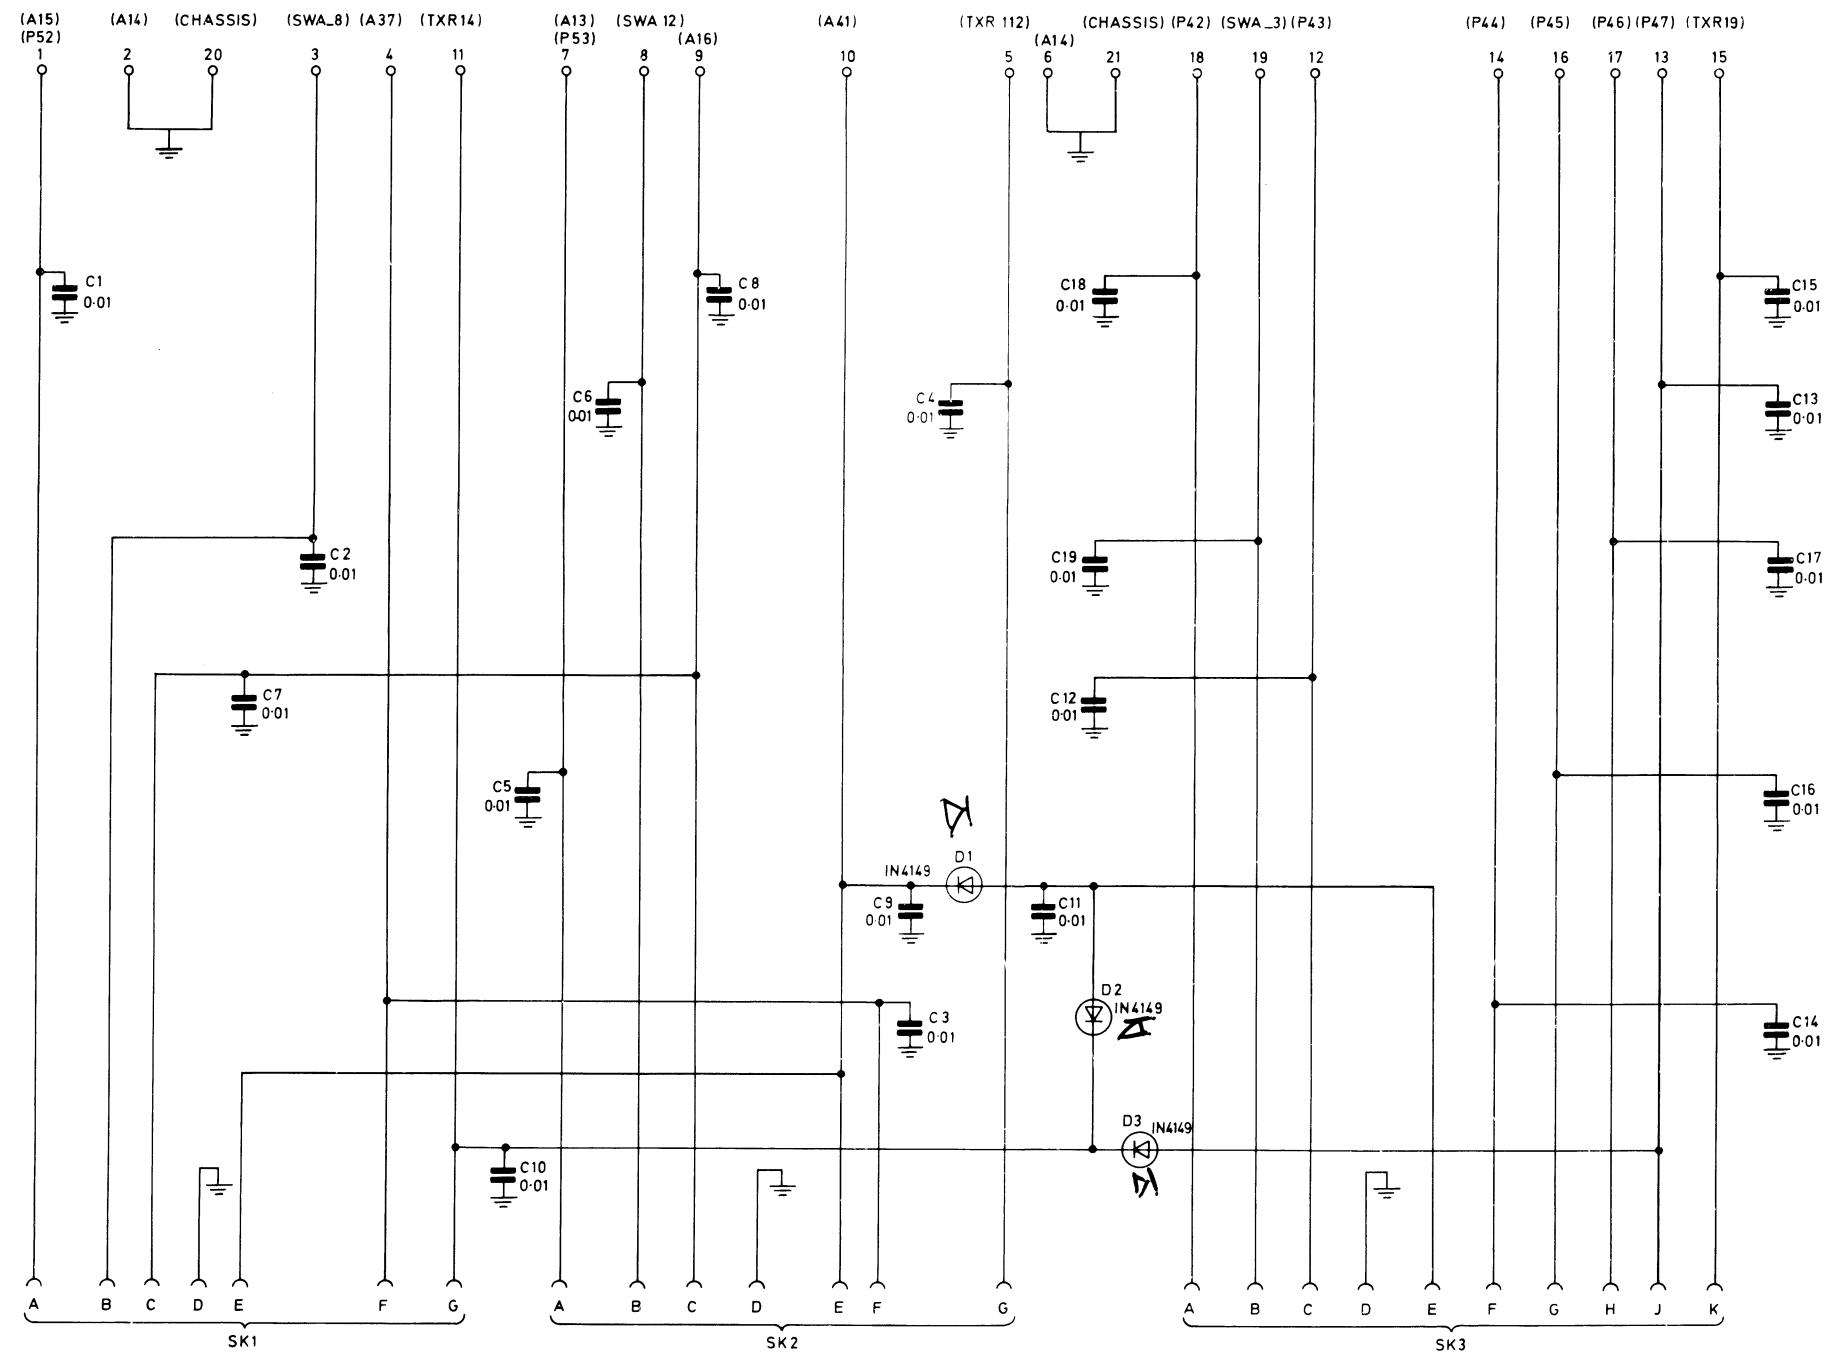 (A15) (A14) (CHASSIS) (SWA_8) (A37) (TXR14) (A13) (SWA 12) (A41) (TXR 112) (CHASSIS) (P42) (SWA_3) (P43) (P44) (P45) (P46) (P47) (TXR19)
(P52) (P53) (A16) (A14)
1 2 20 3 4 11 7 8 9 10 5 6 21 18 19 12 14 16 17 13 15
C1
0·01
C8
0·01
C18
0·01
C15
0·01
C6
0·01
C4
0·01
C13
0·01
C2
0·01
C19
0·01
C17
0·01
C7
0·01
C12
0·01
C5
0·01
C16
0·01
D1
IN4149
C9
0·01
C11
0·01
D2
IN4149
C3
0·01
C14
0·01
D3
IN4149
C10
0·01
A B C D E F G A B C D E F G A B C D E F G H J K
SK1 SK2 SK3